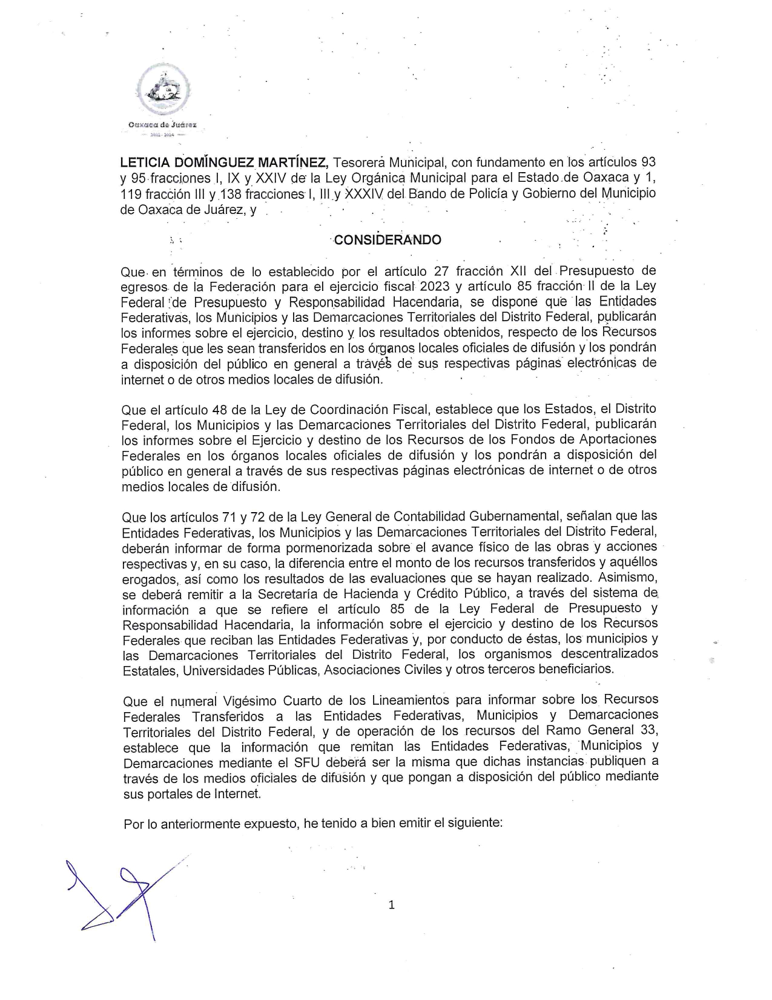 Oaxaca de Juárez
2022 - 2024
LETICIA DOMÍNGUEZ MARTÍNEZ, Tesorera Municipal, con fundamento en los artículos 93
y 95 fracciones I, IX y XXIV de la Ley Orgánica Municipal para el Estado de Oaxaca y 1,
119 fracción III y 138 fracciones I, III y XXXIV del Bando de Policía y Gobierno del Municipio
de Oaxaca de Juárez, y
CONSIDERANDO
Que en términos de lo establecido por el artículo 27 fracción XII del Presupuesto de
egresos de la Federación para el ejercicio fiscal 2023 y artículo 85 fracción II de la Ley
Federal de Presupuesto y Responsabilidad Hacendaria, se dispone que las Entidades
Federativas, los Municipios y las Demarcaciones Territoriales del Distrito Federal, publicarán
los informes sobre el ejercicio, destino y los resultados obtenidos, respecto de los Recursos
Federales que les sean transferidos en los órganos locales oficiales de difusión y los pondrán
a disposición del público en general a través de sus respectivas páginas electrónicas de
internet o de otros medios locales de difusión.
Que el artículo 48 de la Ley de Coordinación Fiscal, establece que los Estados, el Distrito
Federal, los Municipios y las Demarcaciones Territoriales del Distrito Federal, publicarán
los informes sobre el Ejercicio y destino de los Recursos de los Fondos de Aportaciones
Federales en los órganos locales oficiales de difusión y los pondrán a disposición del
público en general a través de sus respectivas páginas electrónicas de internet o de otros
medios locales de difusión.
Que los artículos 71 y 72 de la Ley General de Contabilidad Gubernamental, señalan que las
Entidades Federativas, los Municipios y las Demarcaciones Territoriales del Distrito Federal,
deberán informar de forma pormenorizada sobre el avance físico de las obras y acciones
respectivas y, en su caso, la diferencia entre el monto de los recursos transferidos y aquéllos
erogados, así como los resultados de las evaluaciones que se hayan realizado. Asimismo,
se deberá remitir a la Secretaría de Hacienda y Crédito Público, a través del sistema de
información a que se refiere el artículo 85 de la Ley Federal de Presupuesto y
Responsabilidad Hacendaria, la información sobre el ejercicio y destino de los Recursos
Federales que reciban las Entidades Federativas y, por conducto de éstas, los municipios y
las Demarcaciones Territoriales del Distrito Federal, los organismos descentralizados
Estatales, Universidades Públicas, Asociaciones Civiles y otros terceros beneficiarios.
Que el numeral Vigésimo Cuarto de los Lineamientos para informar sobre los Recursos
Federales Transferidos a las Entidades Federativas, Municipios y Demarcaciones
Territoriales del Distrito Federal, y de operación de los recursos del Ramo General 33,
establece que la información que remitan las Entidades Federativas, Municipios y
Demarcaciones mediante el SFU deberá ser la misma que dichas instancias publiquen a
través de los medios oficiales de difusión y que pongan a disposición del público mediante
sus portales de Internet.
Por lo anteriormente expuesto, he tenido a bien emitir el siguiente:
1